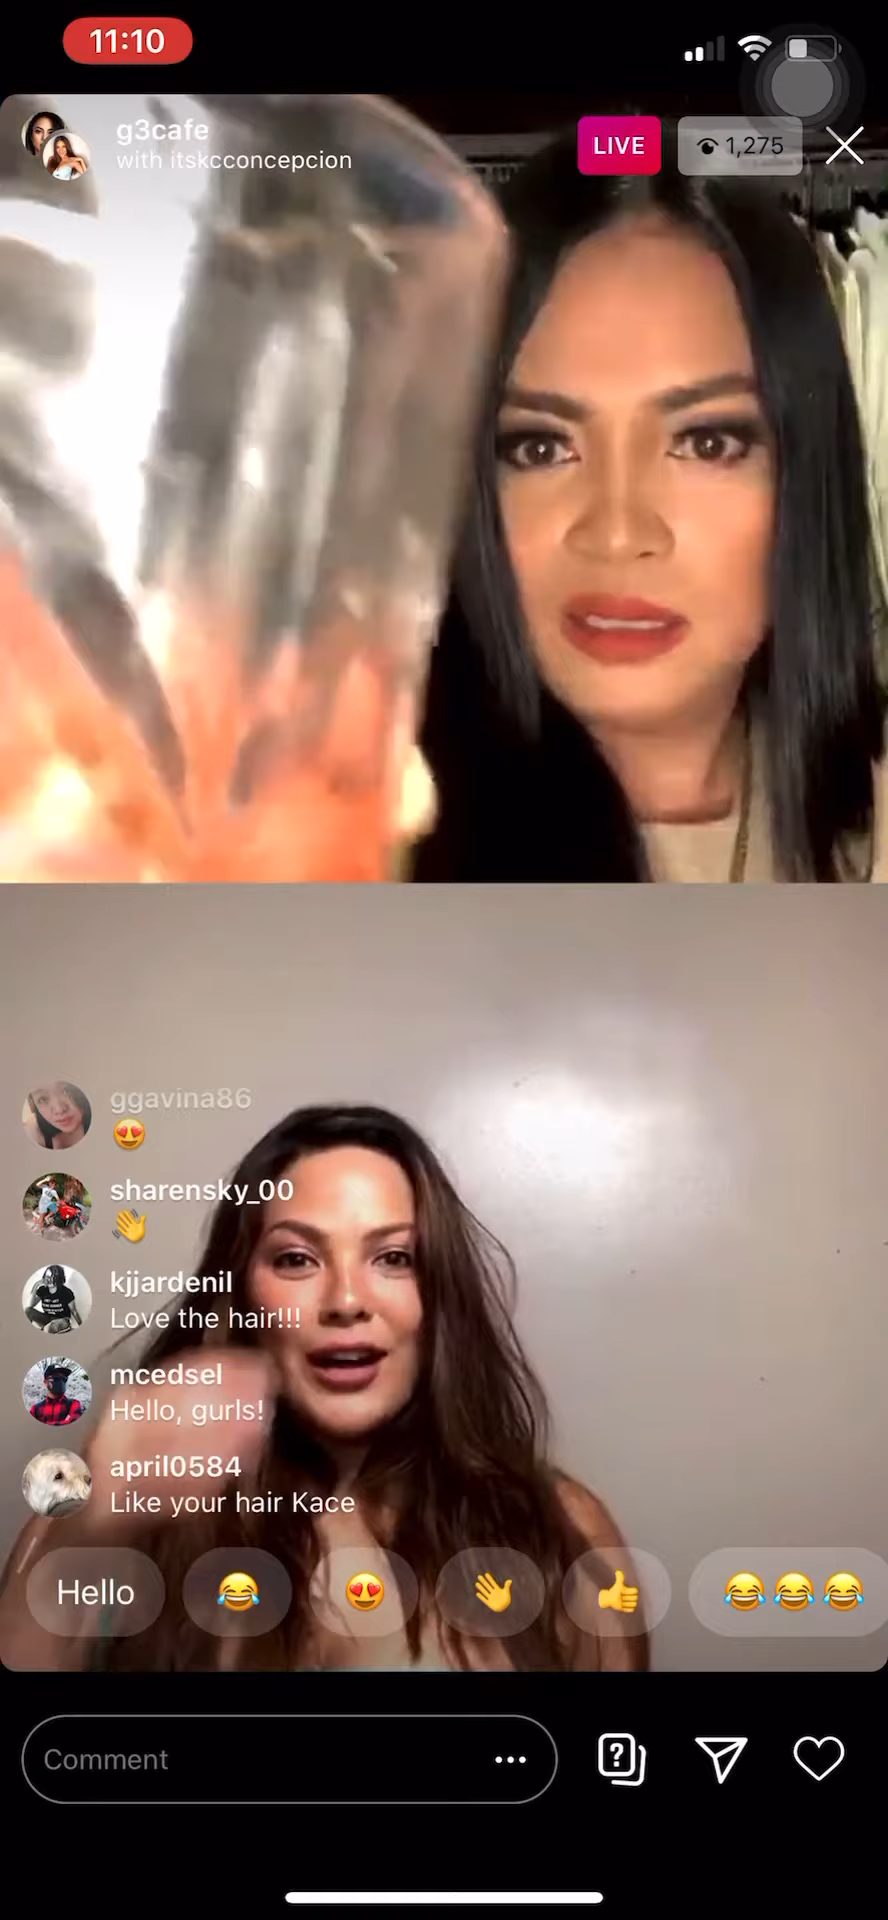 11:10
g3cafe
with itskcconcepcion
LIVE
1,275
ggavina86
😍
sharensky_00
👋
kjjardenil
Love the hair!!!
mcedsel
Hello, gurls!
april0584
Like your hair Kace
Hello 😂 😍 👋 👍 😂😂😂
Comment